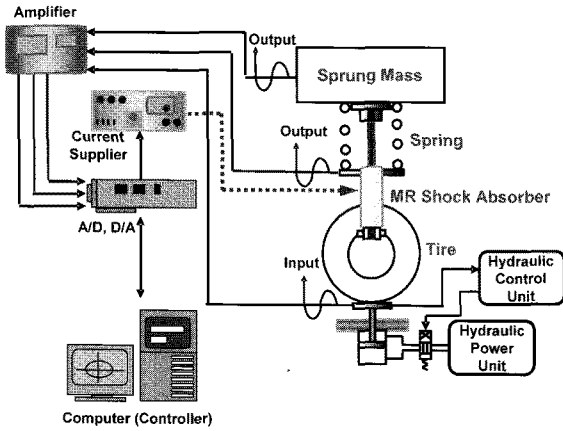 Amplifier
Output
Sprung Mass
Current
Supplier
Output
Spring
MR Shock Absorber
A/D, D/A
Input
Tire
Hydraulic
Control
Unit
Hydraulic
Power
Unit
Computer (Controller)